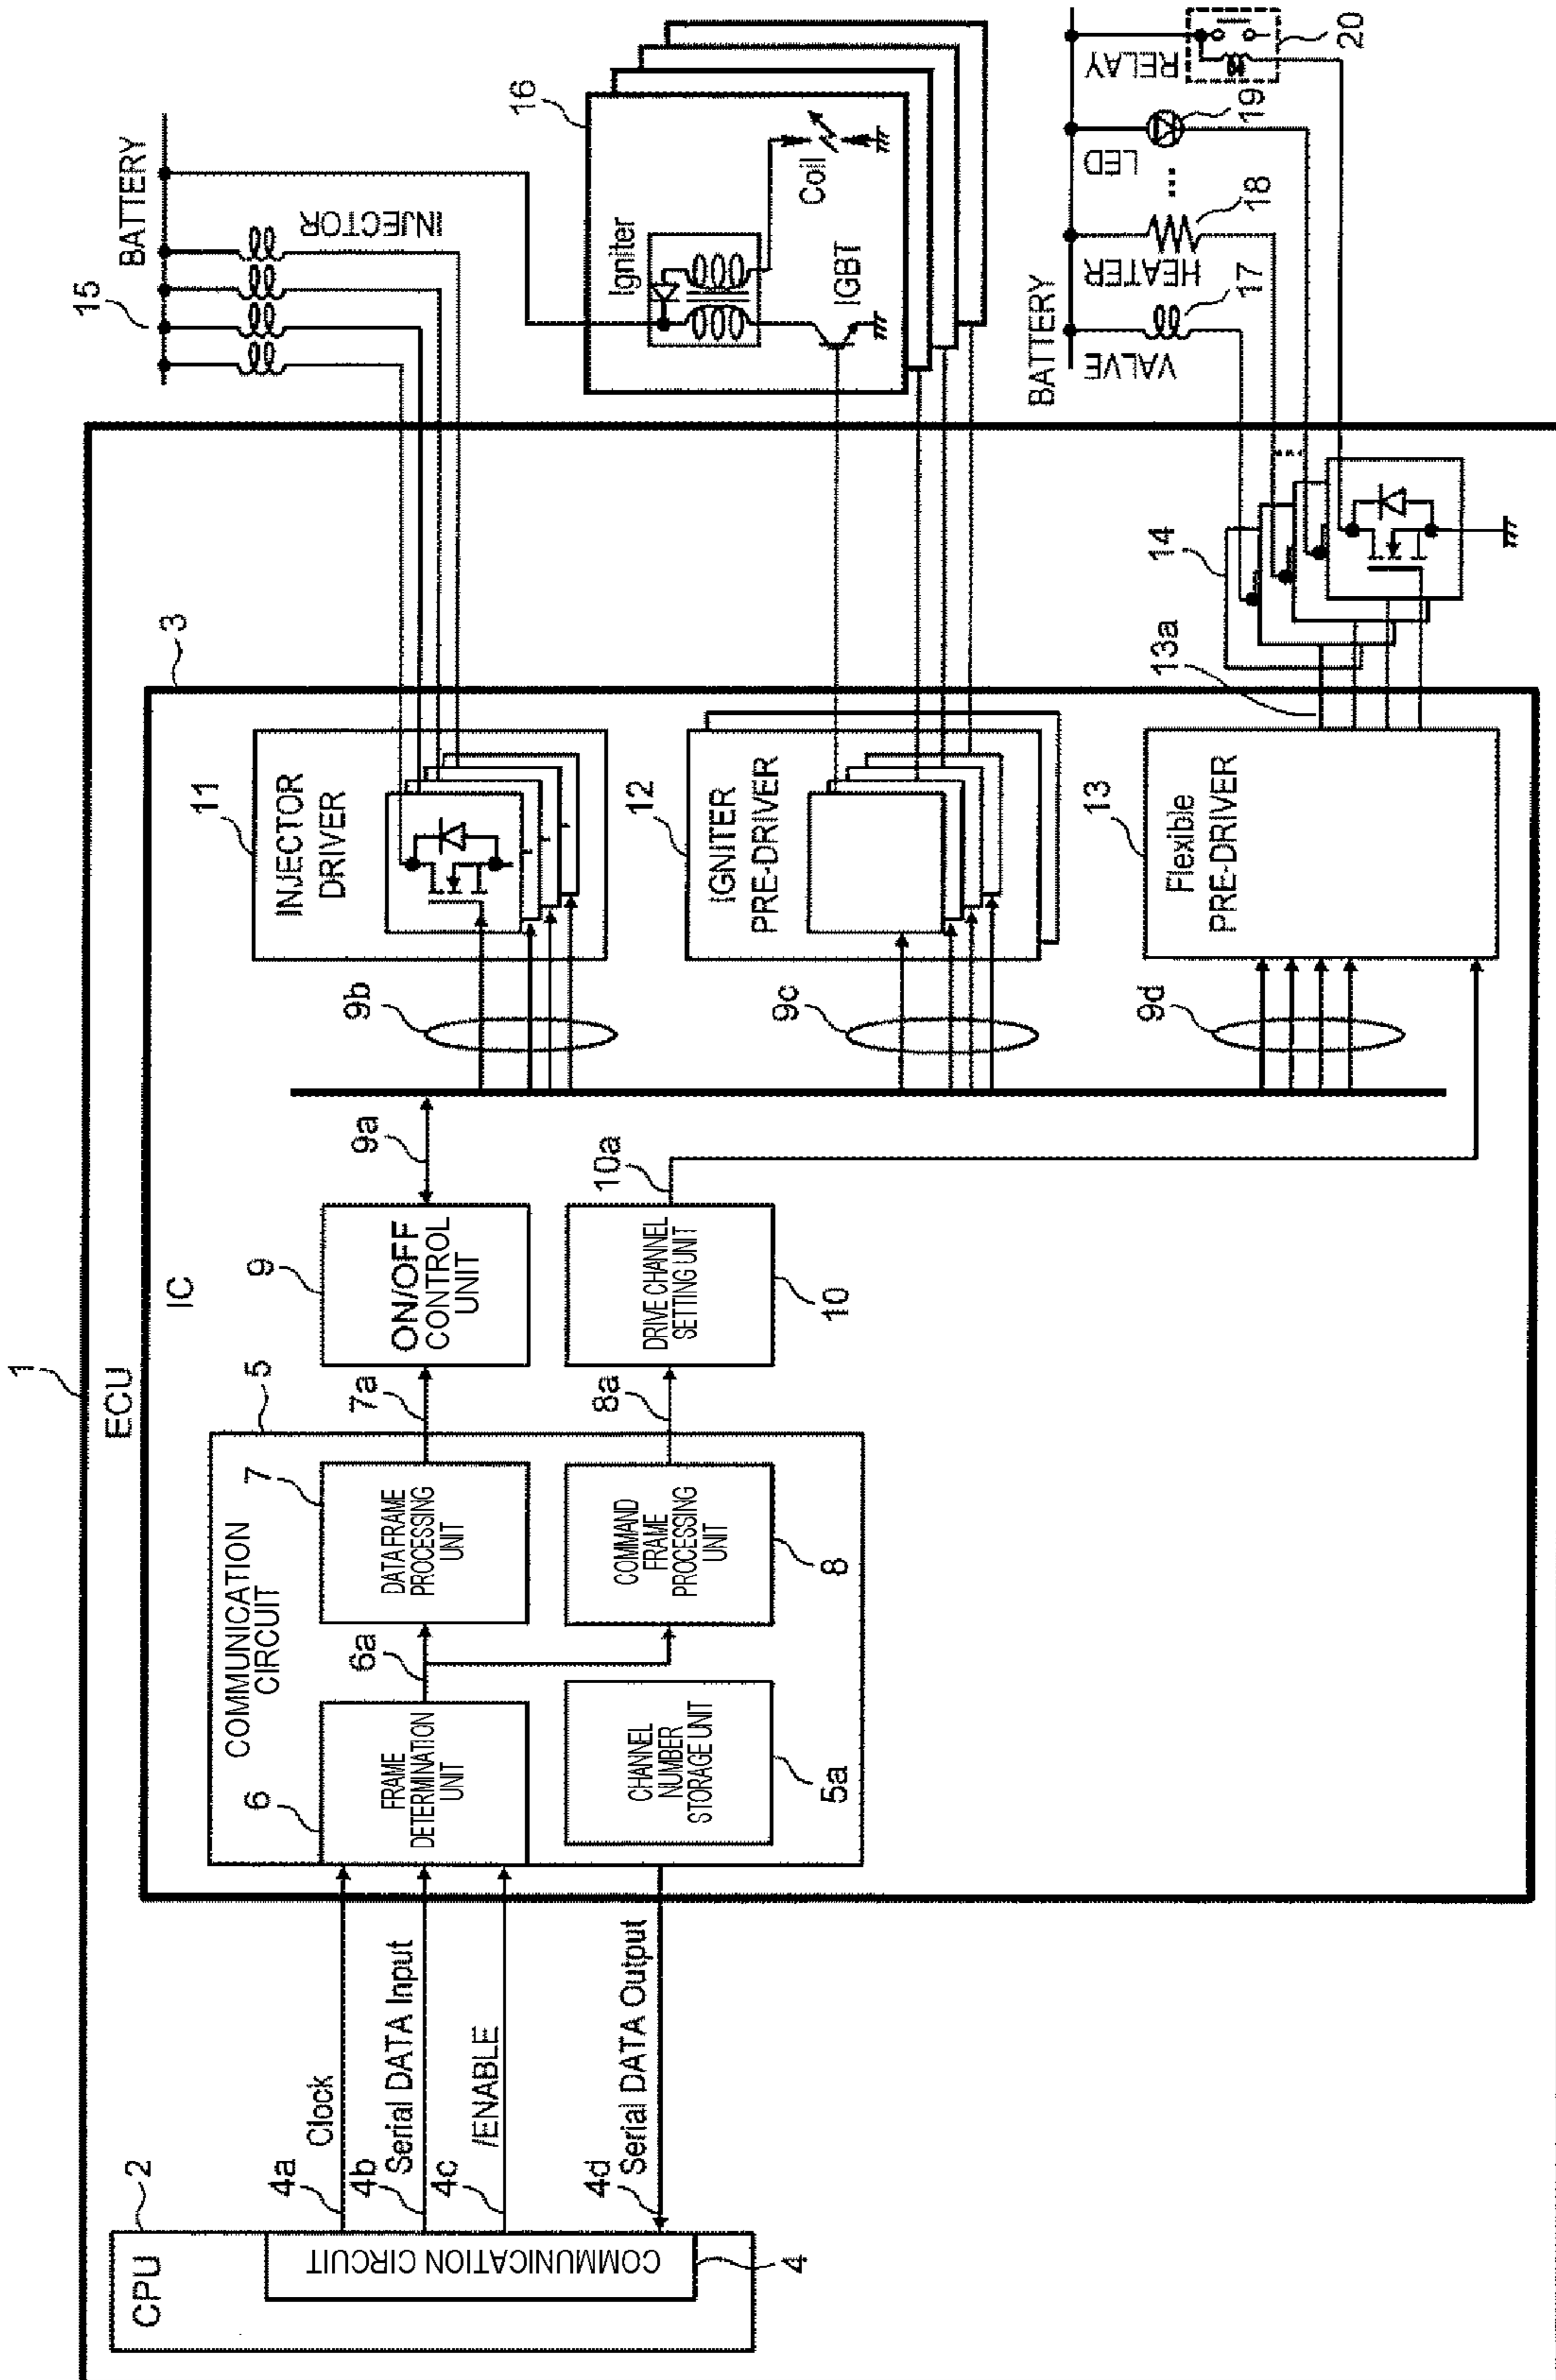 1
ECU
2
CPU
COMMUNICATION CIRCUIT
4
4a
Clock
4b
Serial DATA Input
4c
/ENABLE
4d
Serial DATA Output
3
IC
5
COMMUNICATION
CIRCUIT
6
FRAME
DETERMINATION
UNIT
6a
7
DATA FRAME
PROCESSING
UNIT
7a
CHANNEL
NUMBER
STORAGE UNIT
5a
COMMAND
FRAME
PROCESSING
UNIT
8
8a
9
ON/OFF
CONTROL
UNIT
9a
DRIVE CHANNEL
SETTING UNIT
10
10a
9b
9c
9d
11
INJECTOR
DRIVER
12
IGNITER
PRE-DRIVER
13
Flexible
PRE-DRIVER
13a
14
15
BATTERY
INJECTOR
16
Igniter
Coil
IGBT
BATTERY
VALVE
17
HEATER
18
...
LED
19
RELAY
20